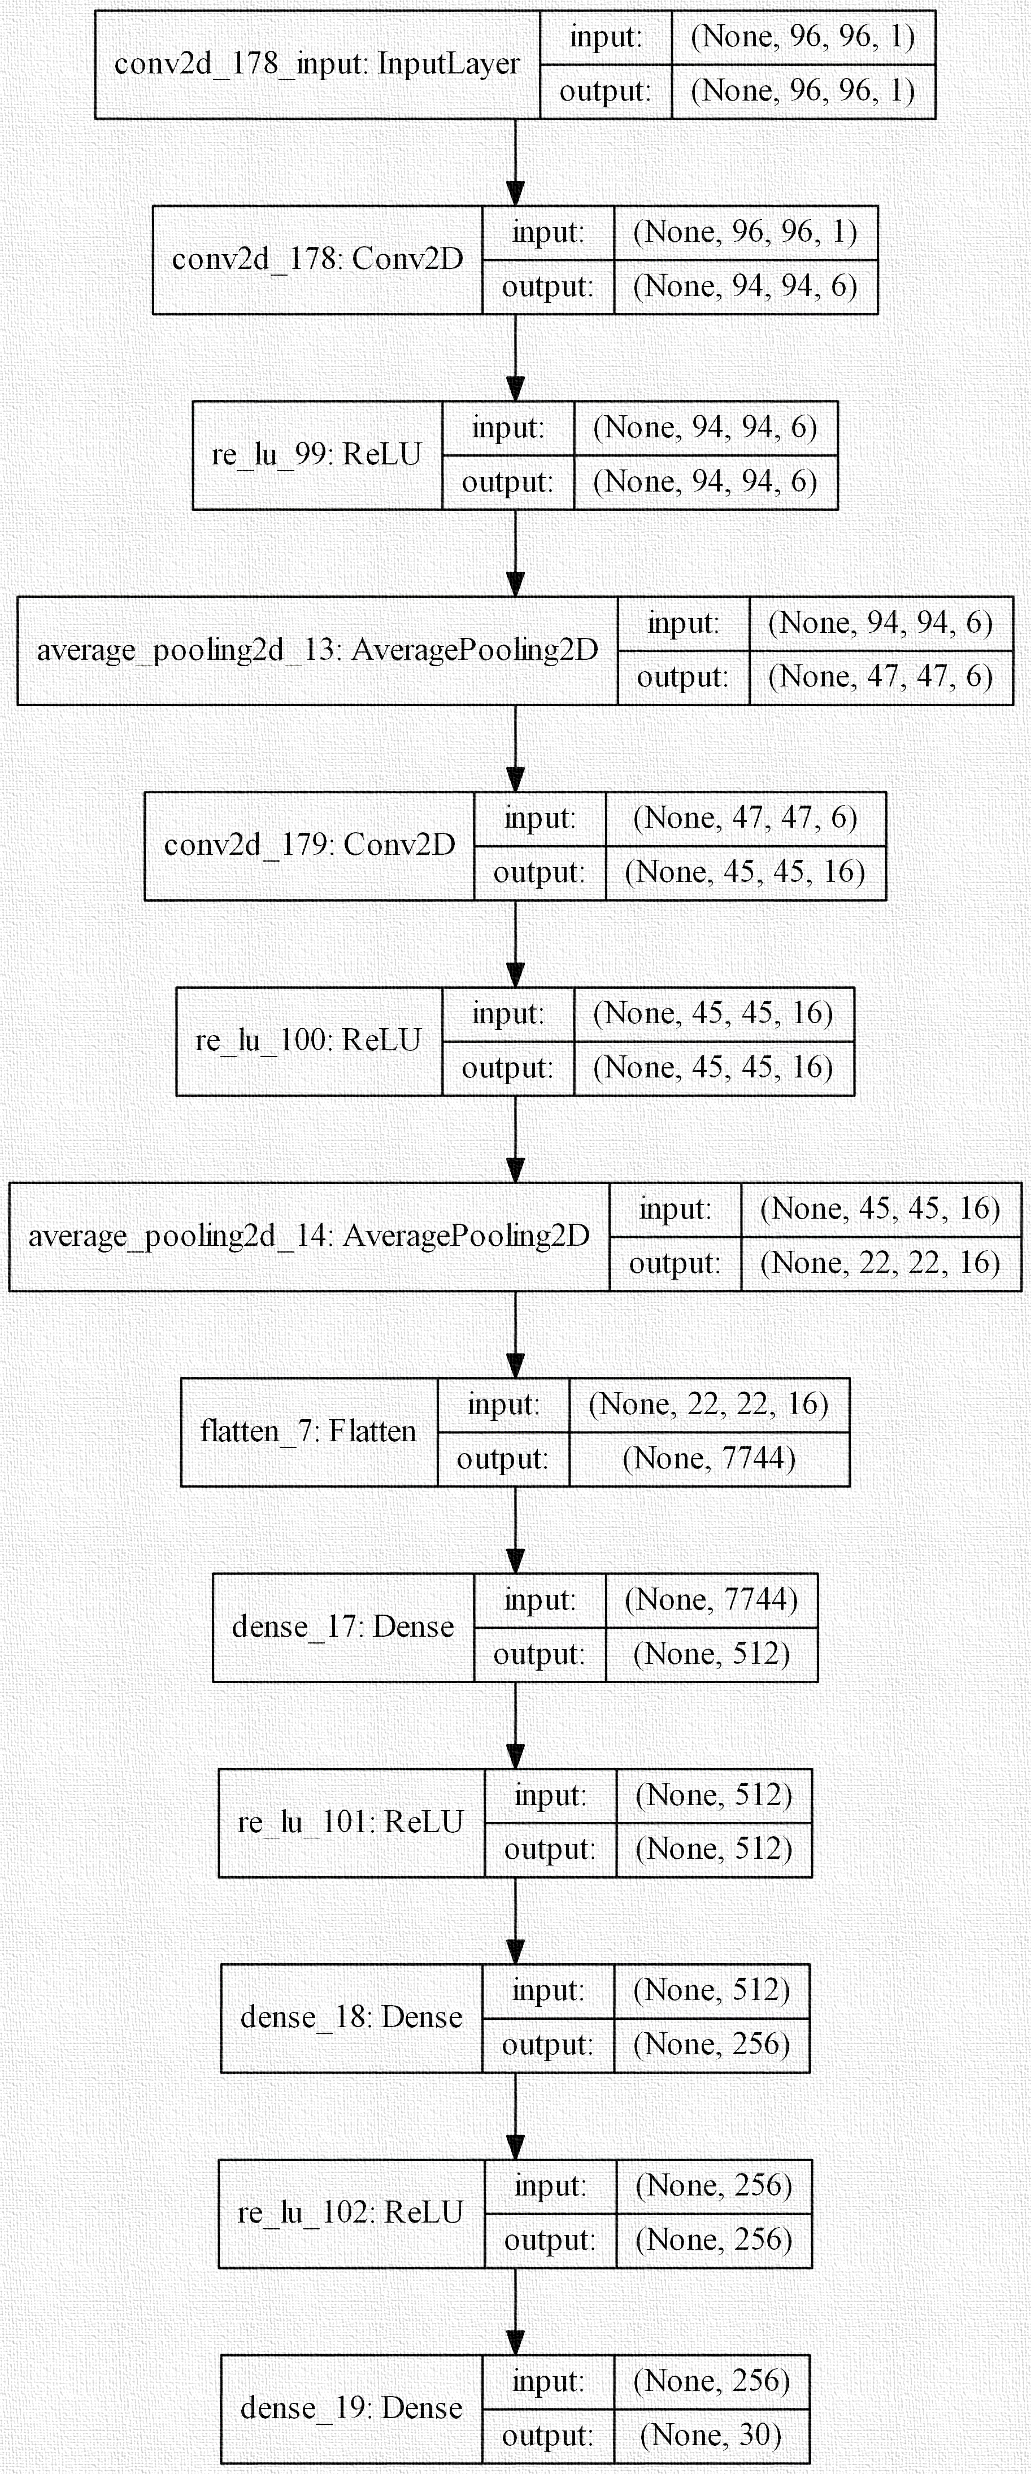 conv2d_178_input: InputLayer
input: (None, 96, 96, 1)
output: (None, 96, 96, 1)
conv2d_178: Conv2D
input: (None, 96, 96, 1)
output: (None, 94, 94, 6)
re_lu_99: ReLU
input: (None, 94, 94, 6)
output: (None, 94, 94, 6)
average_pooling2d_13: AveragePooling2D
input: (None, 94, 94, 6)
output: (None, 47, 47, 6)
conv2d_179: Conv2D
input: (None, 47, 47, 6)
output: (None, 45, 45, 16)
re_lu_100: ReLU
input: (None, 45, 45, 16)
output: (None, 45, 45, 16)
average_pooling2d_14: AveragePooling2D
input: (None, 45, 45, 16)
output: (None, 22, 22, 16)
flatten_7: Flatten
input: (None, 22, 22, 16)
output: (None, 7744)
dense_17: Dense
input: (None, 7744)
output: (None, 512)
re_lu_101: ReLU
input: (None, 512)
output: (None, 512)
dense_18: Dense
input: (None, 512)
output: (None, 256)
re_lu_102: ReLU
input: (None, 256)
output: (None, 256)
dense_19: Dense
input: (None, 256)
output: (None, 30)